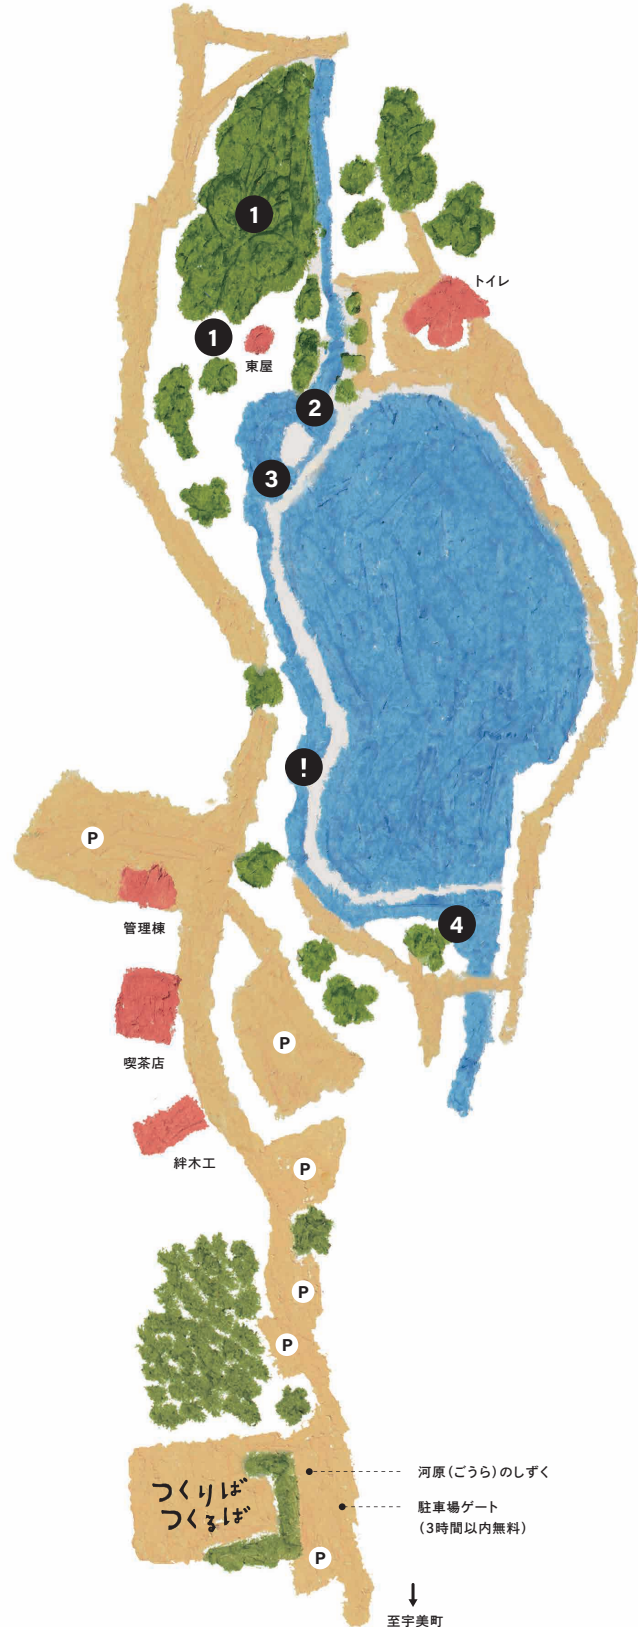 トイレ
1
1
東屋
2
3
!
P
管理棟
4
喫茶店
P
絆木工
P
P
P
河原（ごうら）のしずく
つくりば
つくるば
駐車場ゲート
（3時間以内無料）
P
至宇美町